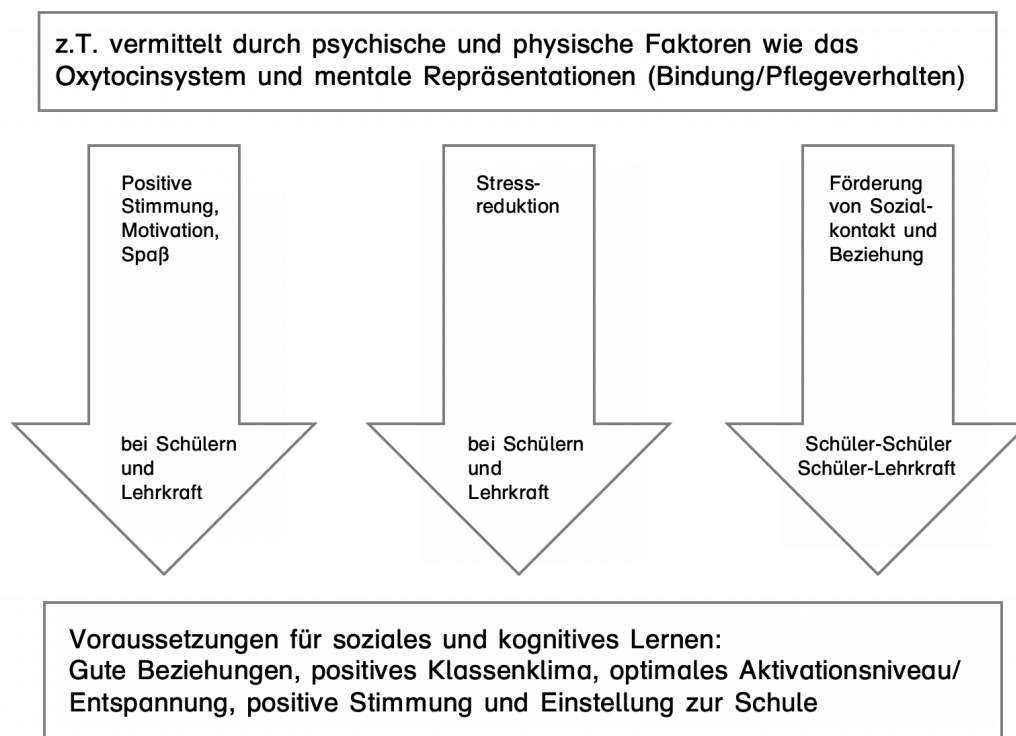 z.T. vermittelt durch psychische und physische Faktoren wie das
Oxytocinsystem und mentale Repräsentationen (Bindung/Pflegeverhalten)
Positive
Stimmung,
Motivation,
Spaß
bei Schülern
und
Lehrkraft
Stress-
reduktion
bei Schülern
und
Lehrkraft
Förderung
von Sozial-
kontakt und
Beziehung
Schüler-Schüler
Schüler-Lehrkraft
Voraussetzungen für soziales und kognitives Lernen:
Gute Beziehungen, positives Klassenklima, optimales Aktivationsniveau/
Entspannung, positive Stimmung und Einstellung zur Schule